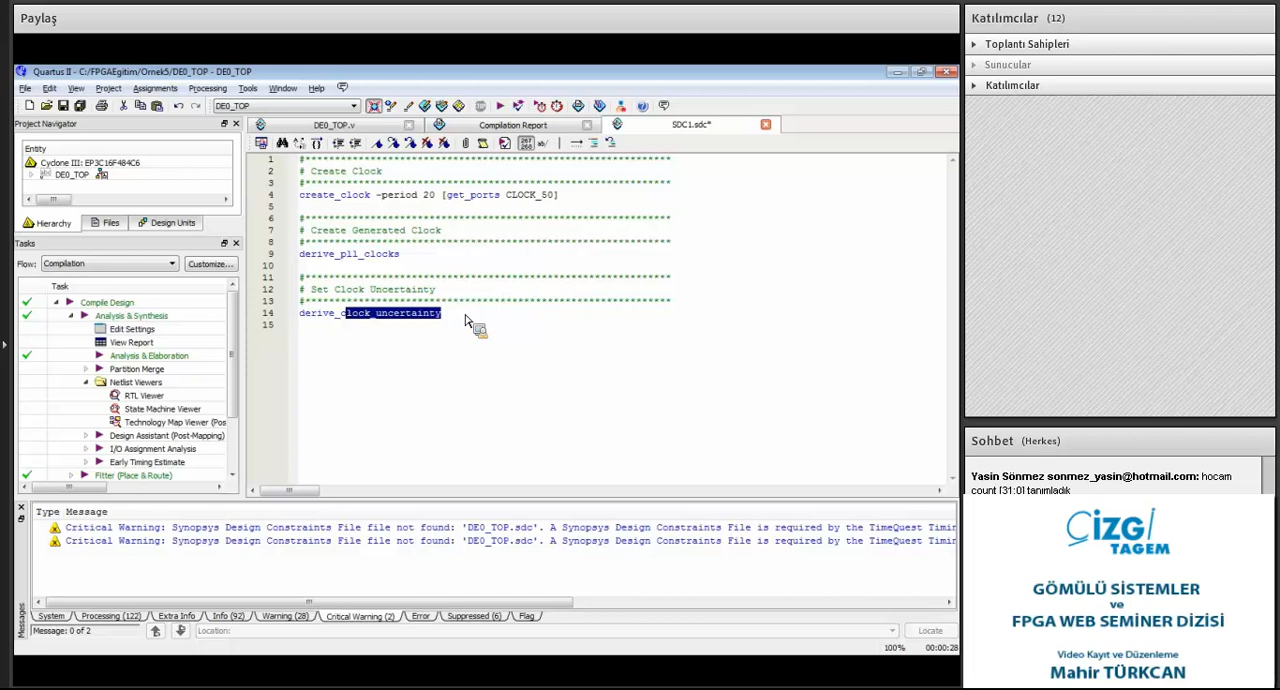 Paylaş
Quartus II - C:/FPGAEgitim/Ornek5/DE0_TOP - DE0_TOP
File Edit View Project Assignments Processing Tools Window Help
DE0_TOP
Project Navigator
Entity
Cyclone III: EP3C16F484C6
DE0_TOP
Hierarchy Files Design Units
Tasks
Flow: Compilation Customize...
Task
Compile Design
Analysis & Synthesis
Edit Settings
View Report
Analysis & Elaboration
Partition Merge
Netlist Viewers
RTL Viewer
State Machine Viewer
Technology Map Viewer (Pos
Design Assistant (Post-Mapping)
I/O Assignment Analysis
Early Timing Estimate
Fitter (Place & Route)
DE0_TOP.v Compilation Report SDC1.sdc*
1 #**************************************************************
2 # Create Clock
3 #**************************************************************
4 create_clock -period 20 [get_ports CLOCK_50]
5
6 #**************************************************************
7 # Create Generated Clock
8 #**************************************************************
9 derive_pll_clocks
10
11 #**************************************************************
12 # Set Clock Uncertainty
13 #**************************************************************
14 derive_clock_uncertainty
15
Type Message
Critical Warning: Synopsys Design Constraints File file not found: 'DE0_TOP.sdc'. A Synopsys Design Constraints File is required by the TimeQuest Timin
Critical Warning: Synopsys Design Constraints File file not found: 'DE0_TOP.sdc'. A Synopsys Design Constraints File is required by the TimeQuest Timin
System Processing (122) Extra Info Info (92) Warning (28) Critical Warning (2) Error Suppressed (6) Flag
Messages
Message: 0 of 2 Location: Locate
100% 00:00:28
Katılımcılar (12)
Toplantı Sahipleri
Sunucular
Katılımcılar
Sohbet (Herkes)
Yasin Sönmez sonmez_yasin@hotmail.com: hocam
count [31:0] tanımladık
ÇİZGİ
TAGEM
GÖMÜLÜ SİSTEMLER
ve
FPGA WEB SEMİNER DİZİSİ
Video Kayıt ve Düzenleme
Mahir TÜRKCAN